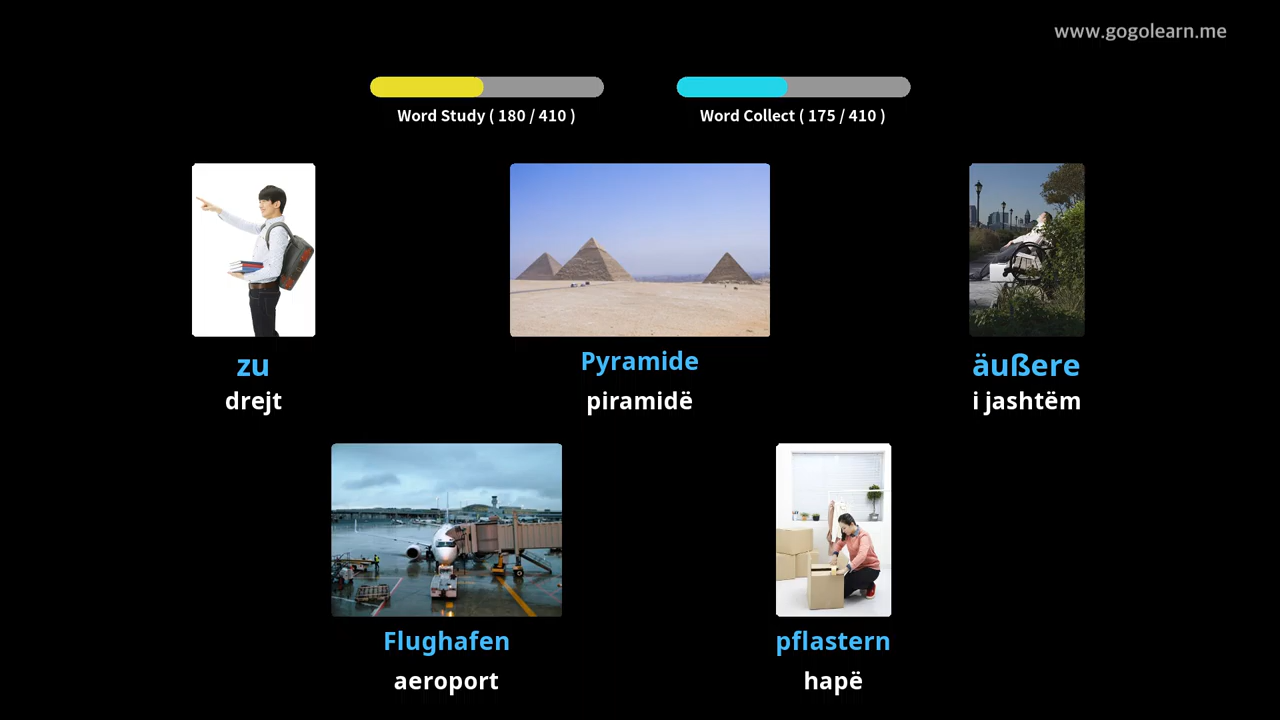 www.gogolearn.me
Word Study ( 180 / 410 )
Word Collect ( 175 / 410 )
zu
drejt
Pyramide
piramidë
äußere
i jashtëm
Flughafen
aeroport
pflastern
hapë